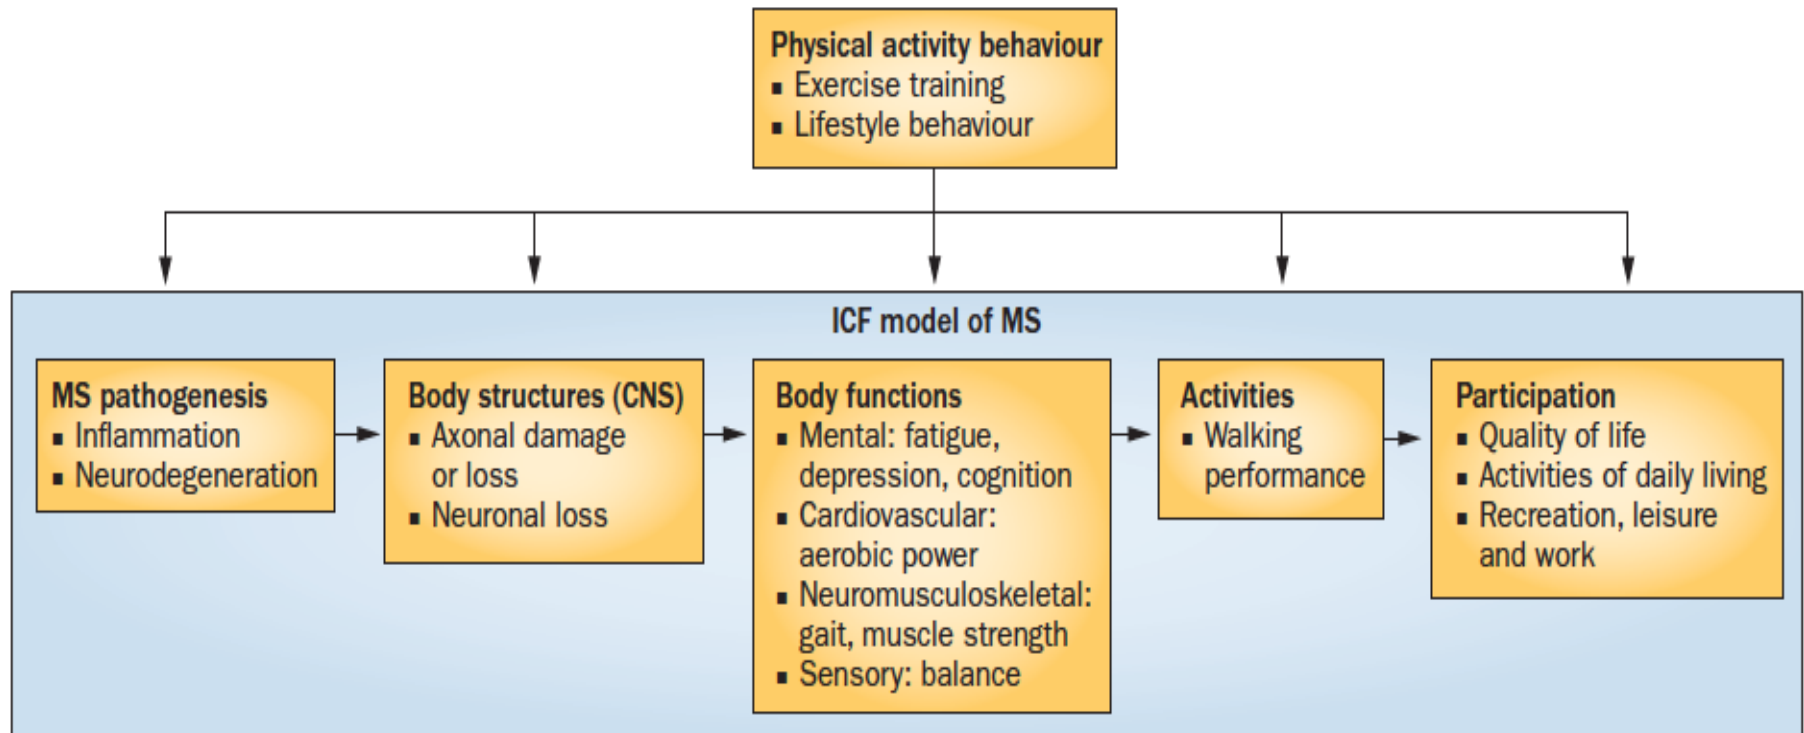 Physical activity behaviour
▪ Exercise training
▪ Lifestyle behaviour
ICF model of MS
MS pathogenesis
▪ Inflammation
▪ Neurodegeneration
Body structures (CNS)
▪ Axonal damage
or loss
▪ Neuronal loss
Body functions
▪ Mental: fatigue,
depression, cognition
▪ Cardiovascular:
aerobic power
▪ Neuromusculoskeletal:
gait, muscle strength
▪ Sensory: balance
Activities
▪ Walking
performance
Participation
▪ Quality of life
▪ Activities of daily living
▪ Recreation, leisure
and work